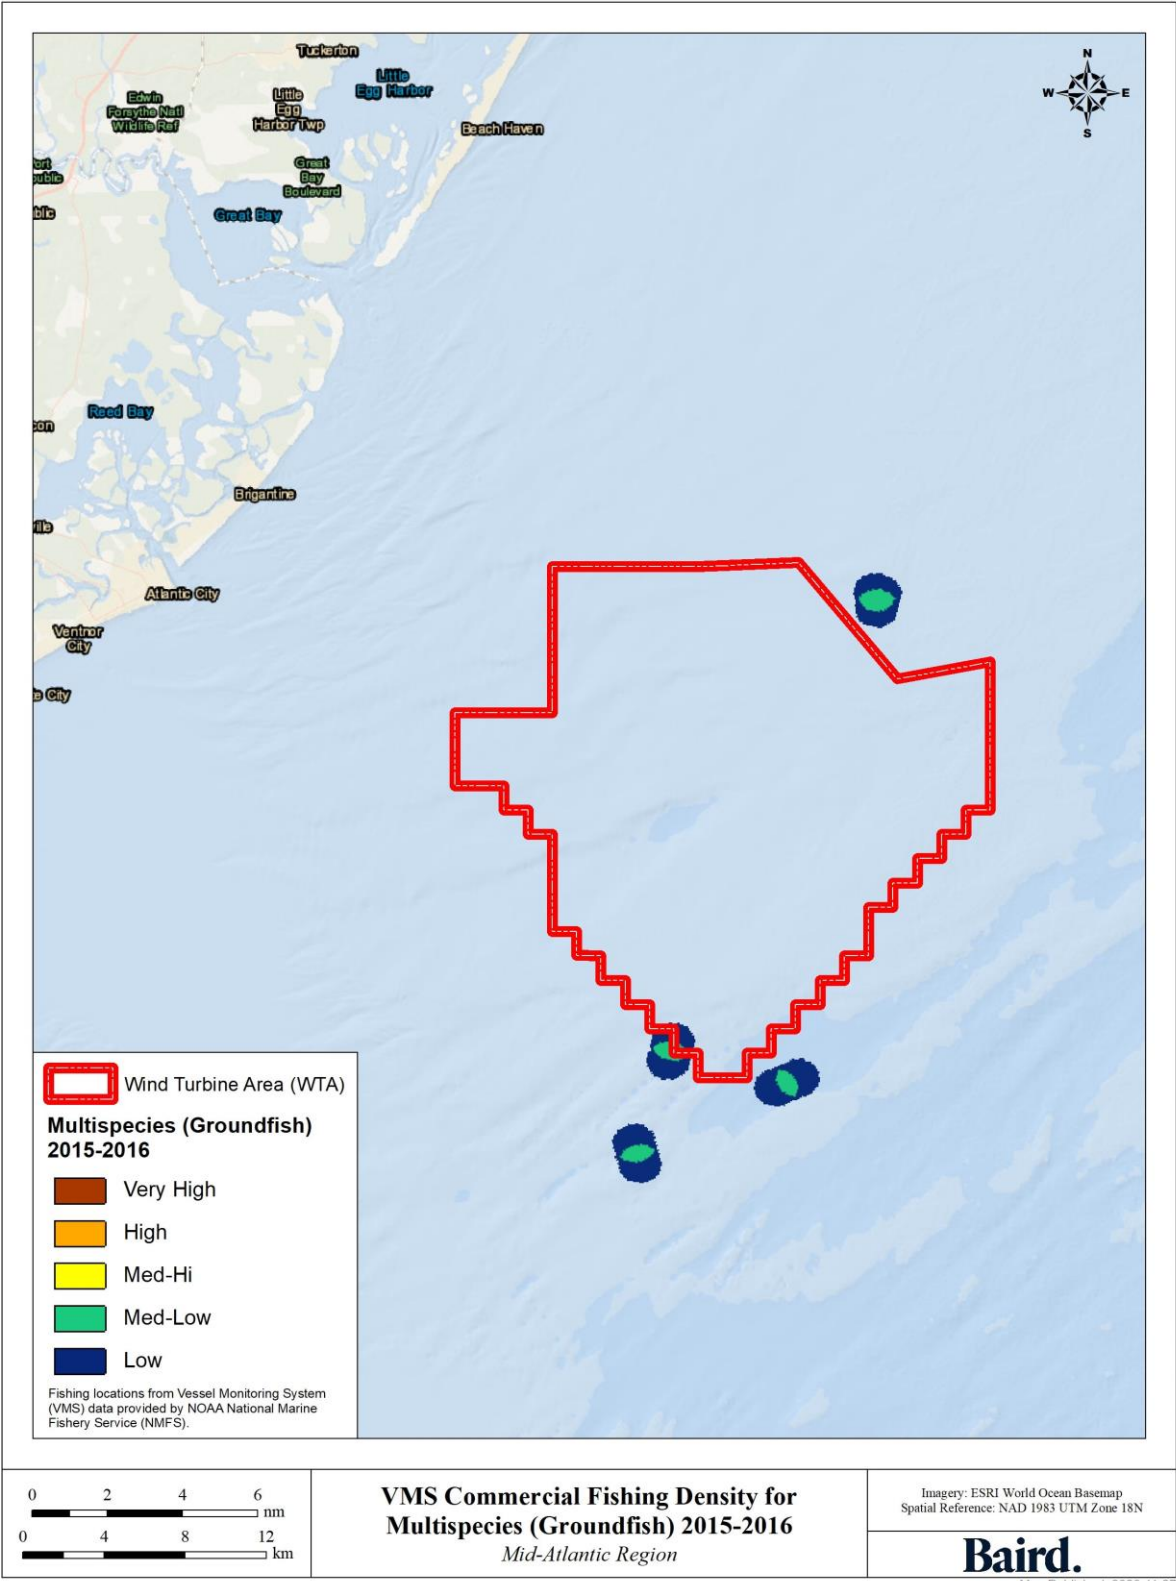 Tuckerton
Little
Egg Harbor
Edwin
Forsythe Natl
Wildlife Ref
Little
Egg
Harbor Twp
Beach Haven
Great
Bay
Boulevard
Great Bay
Reed Bay
Brigantine
Atlantic City
Ventnor
City
City
N
W
E
S
Wind Turbine Area (WTA)
Multispecies (Groundfish)
2015-2016
Very High
High
Med-Hi
Med-Low
Low
Fishing locations from Vessel Monitoring System
(VMS) data provided by NOAA National Marine
Fishery Service (NMFS).
0 2 4 6
nm
0 4 8 12
km
VMS Commercial Fishing Density for
Multispecies (Groundfish) 2015-2016
Mid-Atlantic Region
Imagery: ESRI World Ocean Basemap
Spatial Reference: NAD 1983 UTM Zone 18N
Baird.